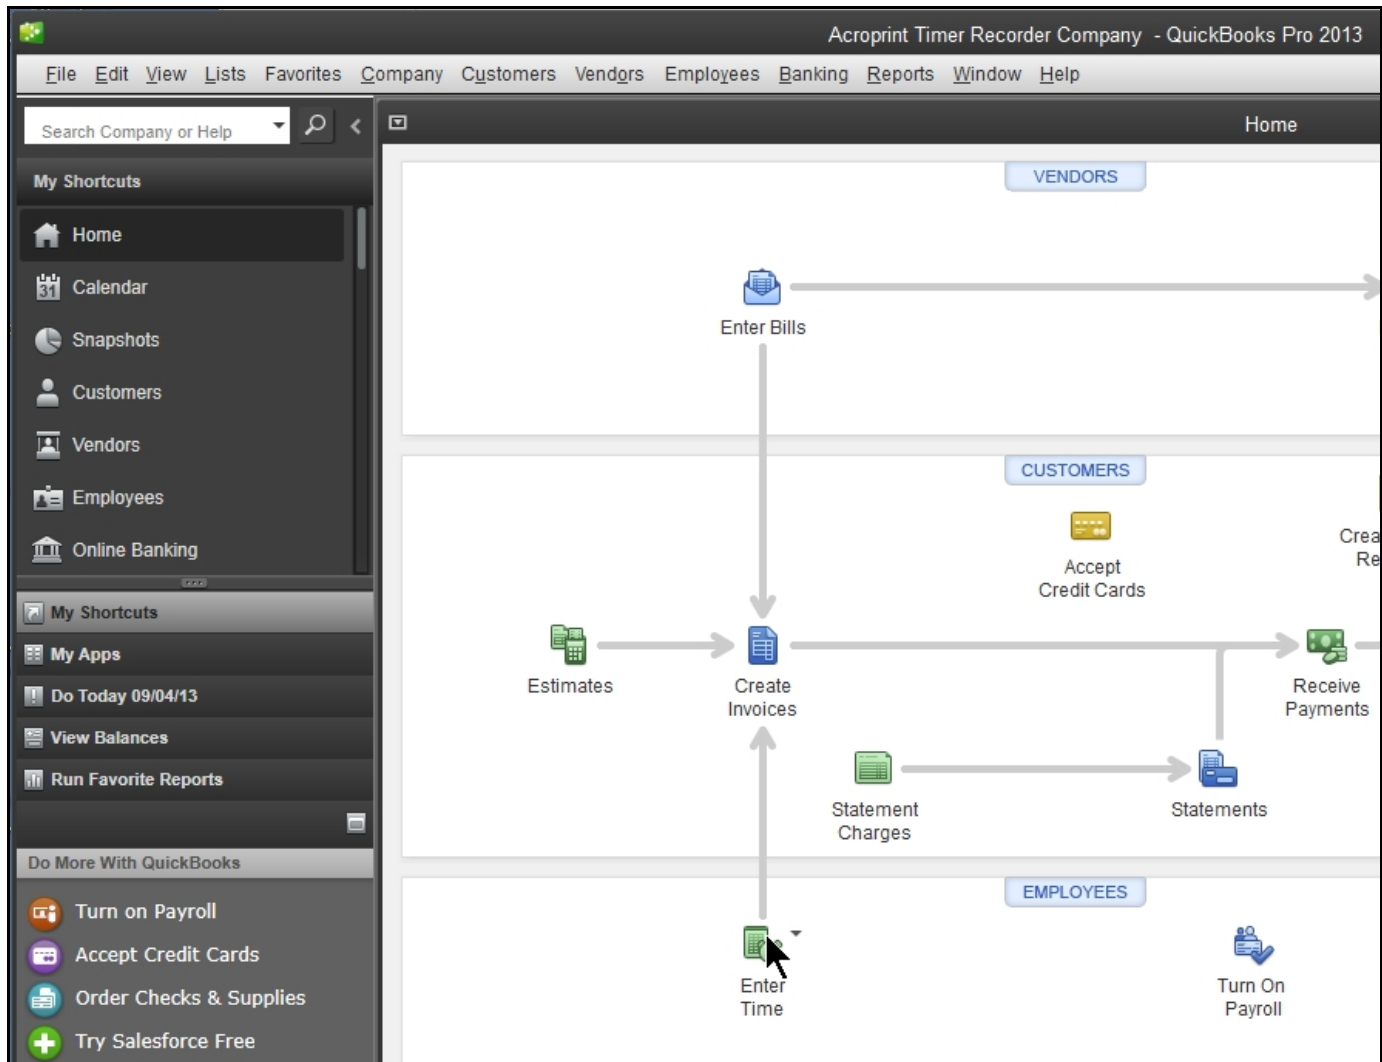 Acroprint Timer Recorder Company - QuickBooks Pro 2013
File Edit View Lists Favorites Company Customers Vendors Employees Banking Reports Window Help
Search Company or Help
Home
My Shortcuts
Home
31 Calendar
Snapshots
Customers
Vendors
Employees
Online Banking
My Shortcuts
My Apps
Do Today 09/04/13
View Balances
Run Favorite Reports
Do More With QuickBooks
Turn on Payroll
Accept Credit Cards
Order Checks & Supplies
Try Salesforce Free
VENDORS
Enter Bills
CUSTOMERS
Accept
Credit Cards
Crea
Re
Estimates
Create
Invoices
Receive
Payments
Statement
Charges
Statements
EMPLOYEES
Enter
Time
Turn On
Payroll